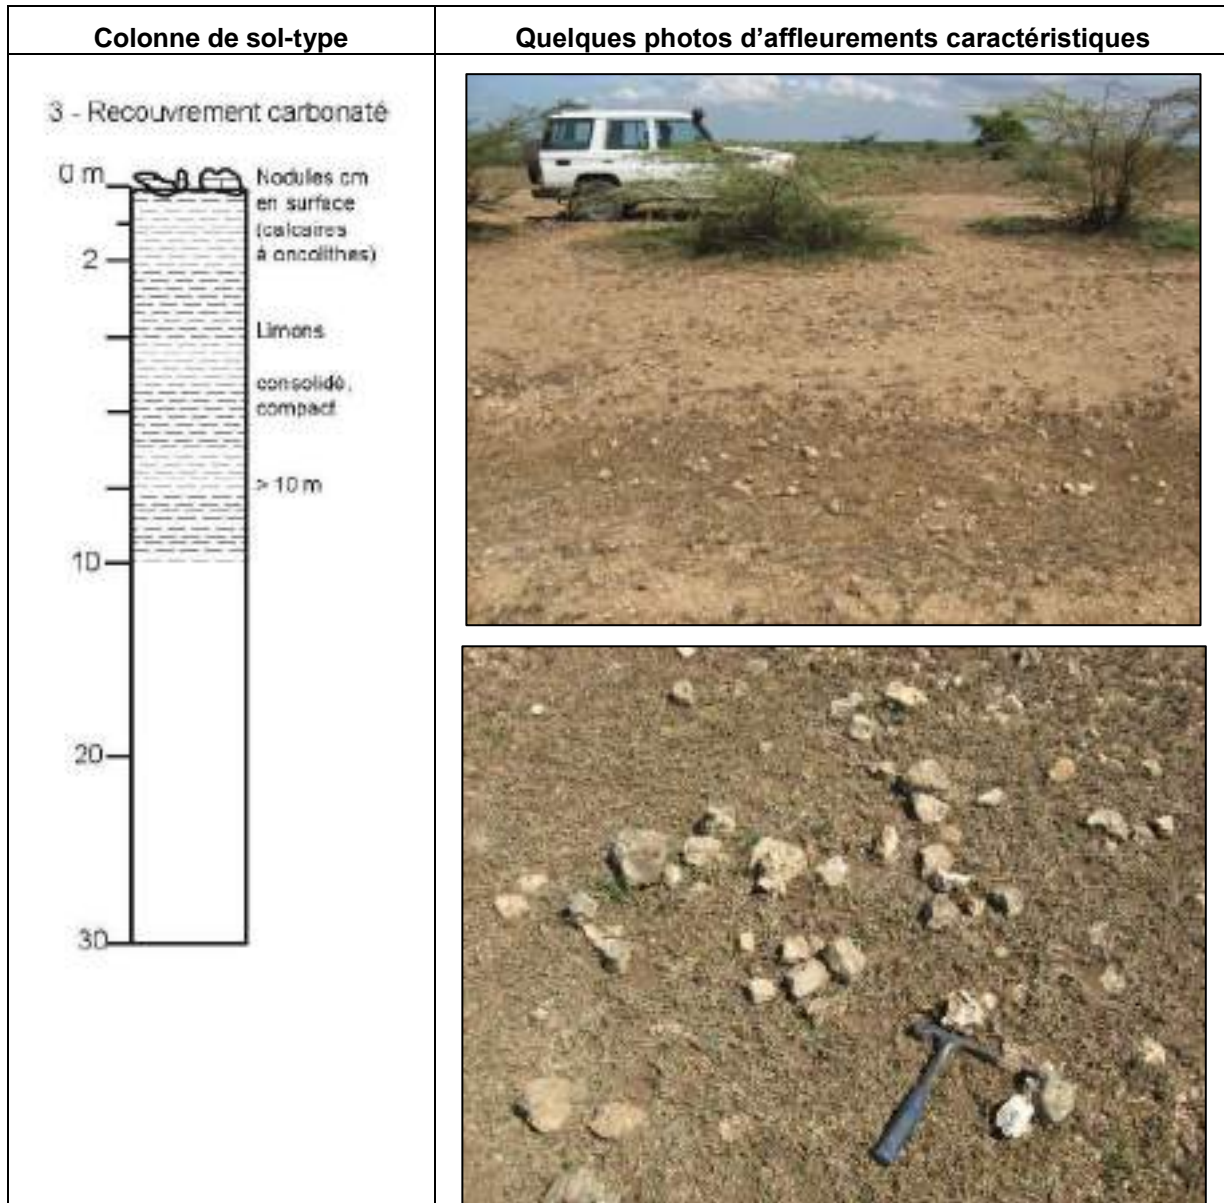 Colonne de sol-type
Quelques photos d'affleurements caractéristiques
3 - Recouvrement carbonaté
0 m
Nodules cm
en surface
(calcaires
à oncolithes)
2
Limons
consolidé,
compact
> 10 m
10
20
30